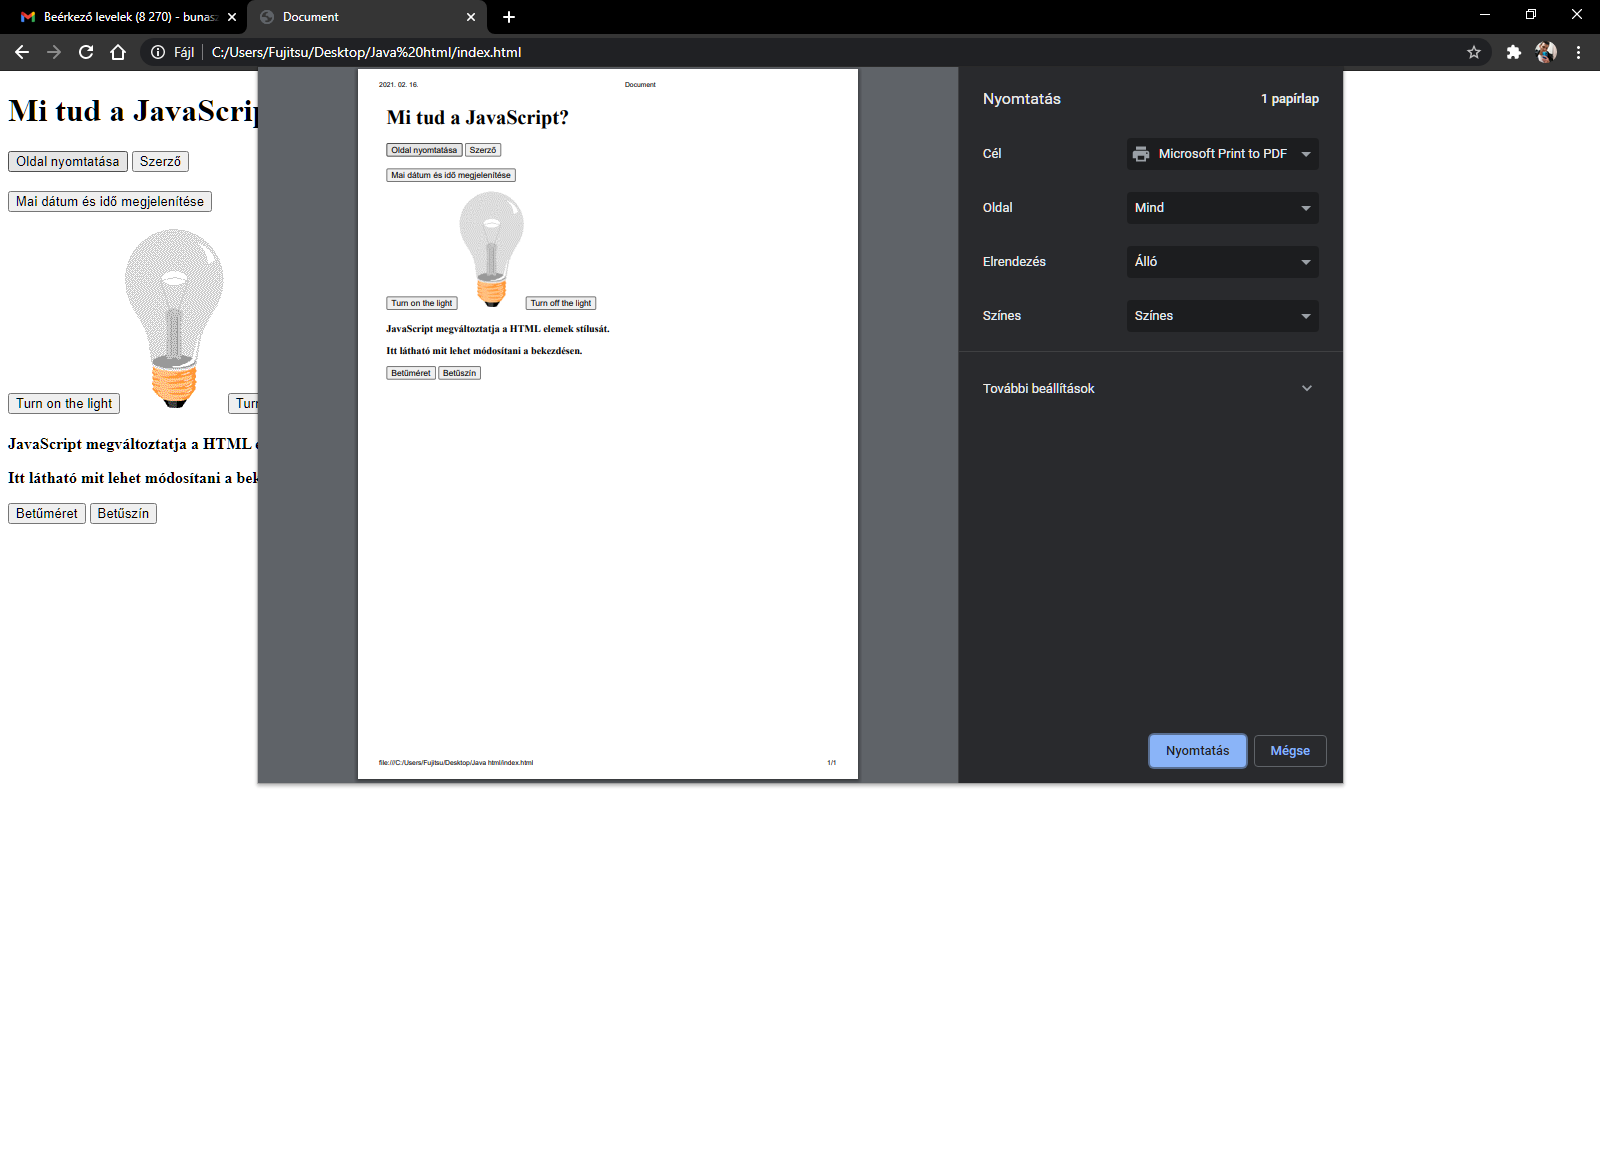 Beérkező levelek (8 270) - bunas
Document
Fájl
C:/Users/Fujitsu/Desktop/Java%20html/index.html
Mi tud a JavaScrip
Oldal nyomtatása Szerző
Mai dátum és idő megjelenítése
Turn on the light Turn
JavaScript megváltoztatja a HTML e
Itt látható mit lehet módosítani a bek
Betűméret Betűszín
2021. 02. 16. Document
Mi tud a JavaScript?
Oldal nyomtatása Szerző
Mai dátum és idő megjelenítése
Turn on the light Turn off the light
JavaScript megváltoztatja a HTML elemek stílusát.
Itt látható mit lehet módosítani a bekezdésen.
Betűméret Betűszín
file:///C:/Users/Fujitsu/Desktop/Java html/index.html 1/1
Nyomtatás 1 papírlap
Cél Microsoft Print to PDF
Oldal Mind
Elrendezés Álló
Színes Színes
További beállítások
Nyomtatás Mégse